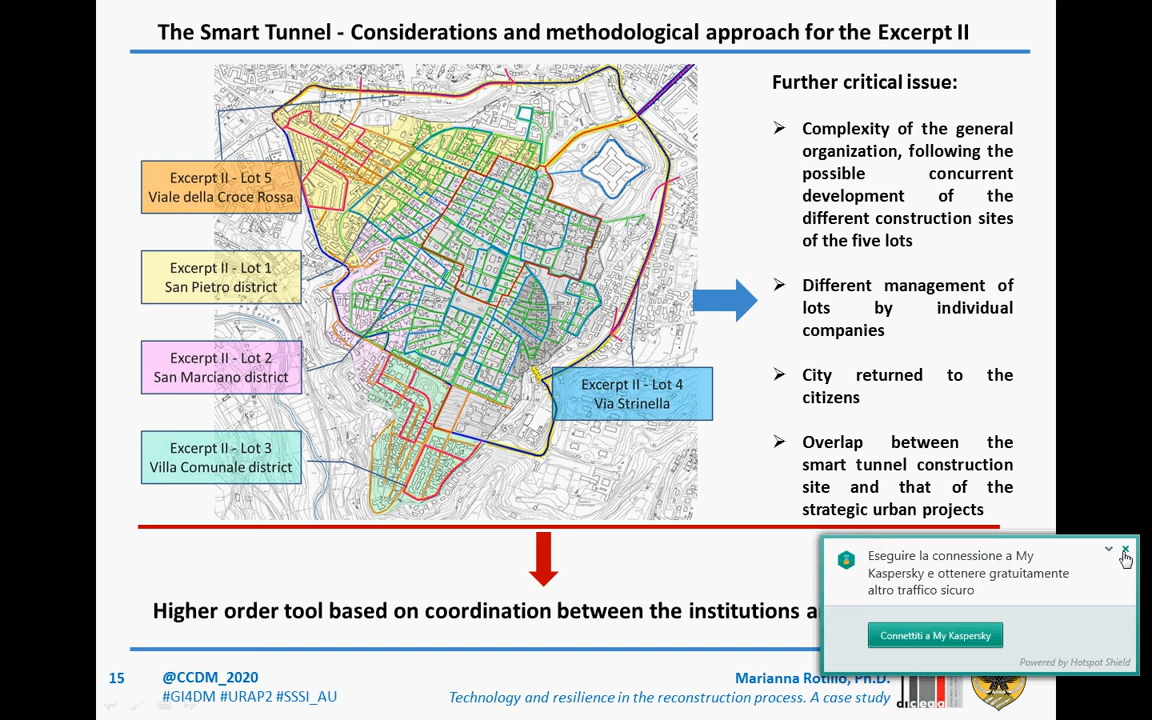 The Smart Tunnel - Considerations and methodological approach for the Excerpt II
Further critical issue:
Complexity of the general
organization, following the
possible concurrent
development of the
different construction sites
of the five lots
Different management of
lots by individual
companies
City returned to the
citizens
Overlap between the
smart tunnel construction
site and that of the
strategic urban projects
Excerpt II - Lot 5
Viale della Croce Rossa
Excerpt II - Lot 1
San Pietro district
Excerpt II - Lot 2
San Marciano district
Excerpt II - Lot 3
Villa Comunale district
Excerpt II - Lot 4
Via Strinella
Higher order tool based on coordination between the institutions
Eseguire la connessione a My
Kaspersky e ottenere gratuitamente
altro traffico sicuro
Connettiti a My Kaspersky
Powered by Hotspot Shield
15
@CCDM_2020
#GI4DM #URAP2 #SSSI_AU
Marianna Rotilio, Ph.D.
Technology and resilience in the reconstruction process. A case study
diceaa